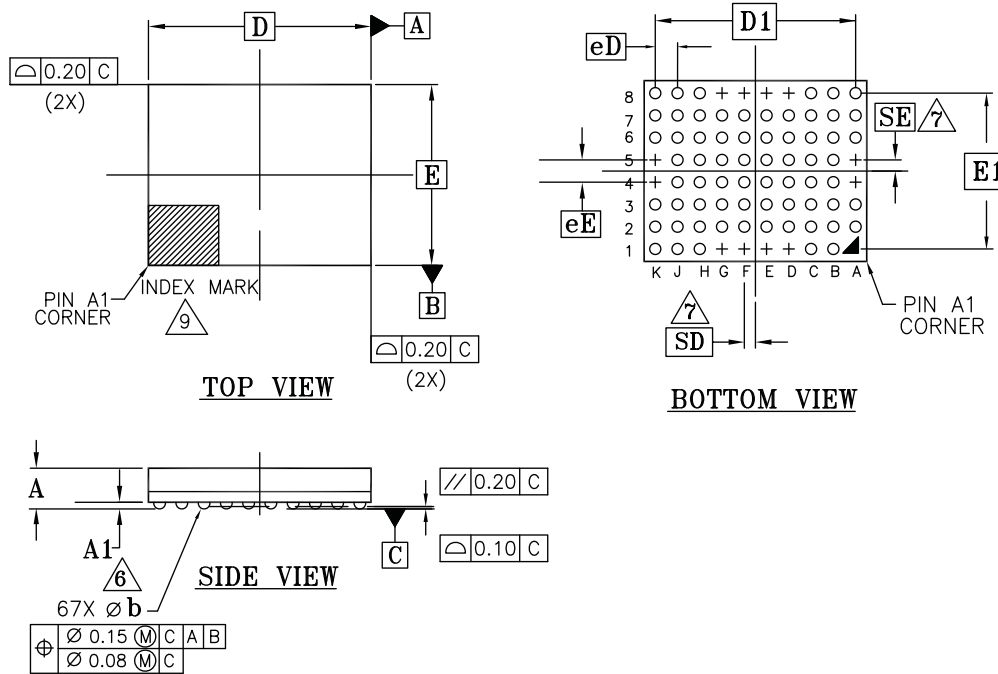 D
A
⌓ 0.20 C
(2X)
E
PIN A1
CORNER
INDEX MARK
9
B
⌓ 0.20 C
(2X)
TOP VIEW
D1
eD
8
7
6
5
4
3
2
1
SE 7
E1
eE
K J H G F E D C B A
7
SD
PIN A1
CORNER
BOTTOM VIEW
A
A1
6
// 0.20 C
C
⌓ 0.10 C
SIDE VIEW
67X ⌀ b
⌖ ⌀ 0.15 Ⓜ C A B
⌀ 0.08 Ⓜ C